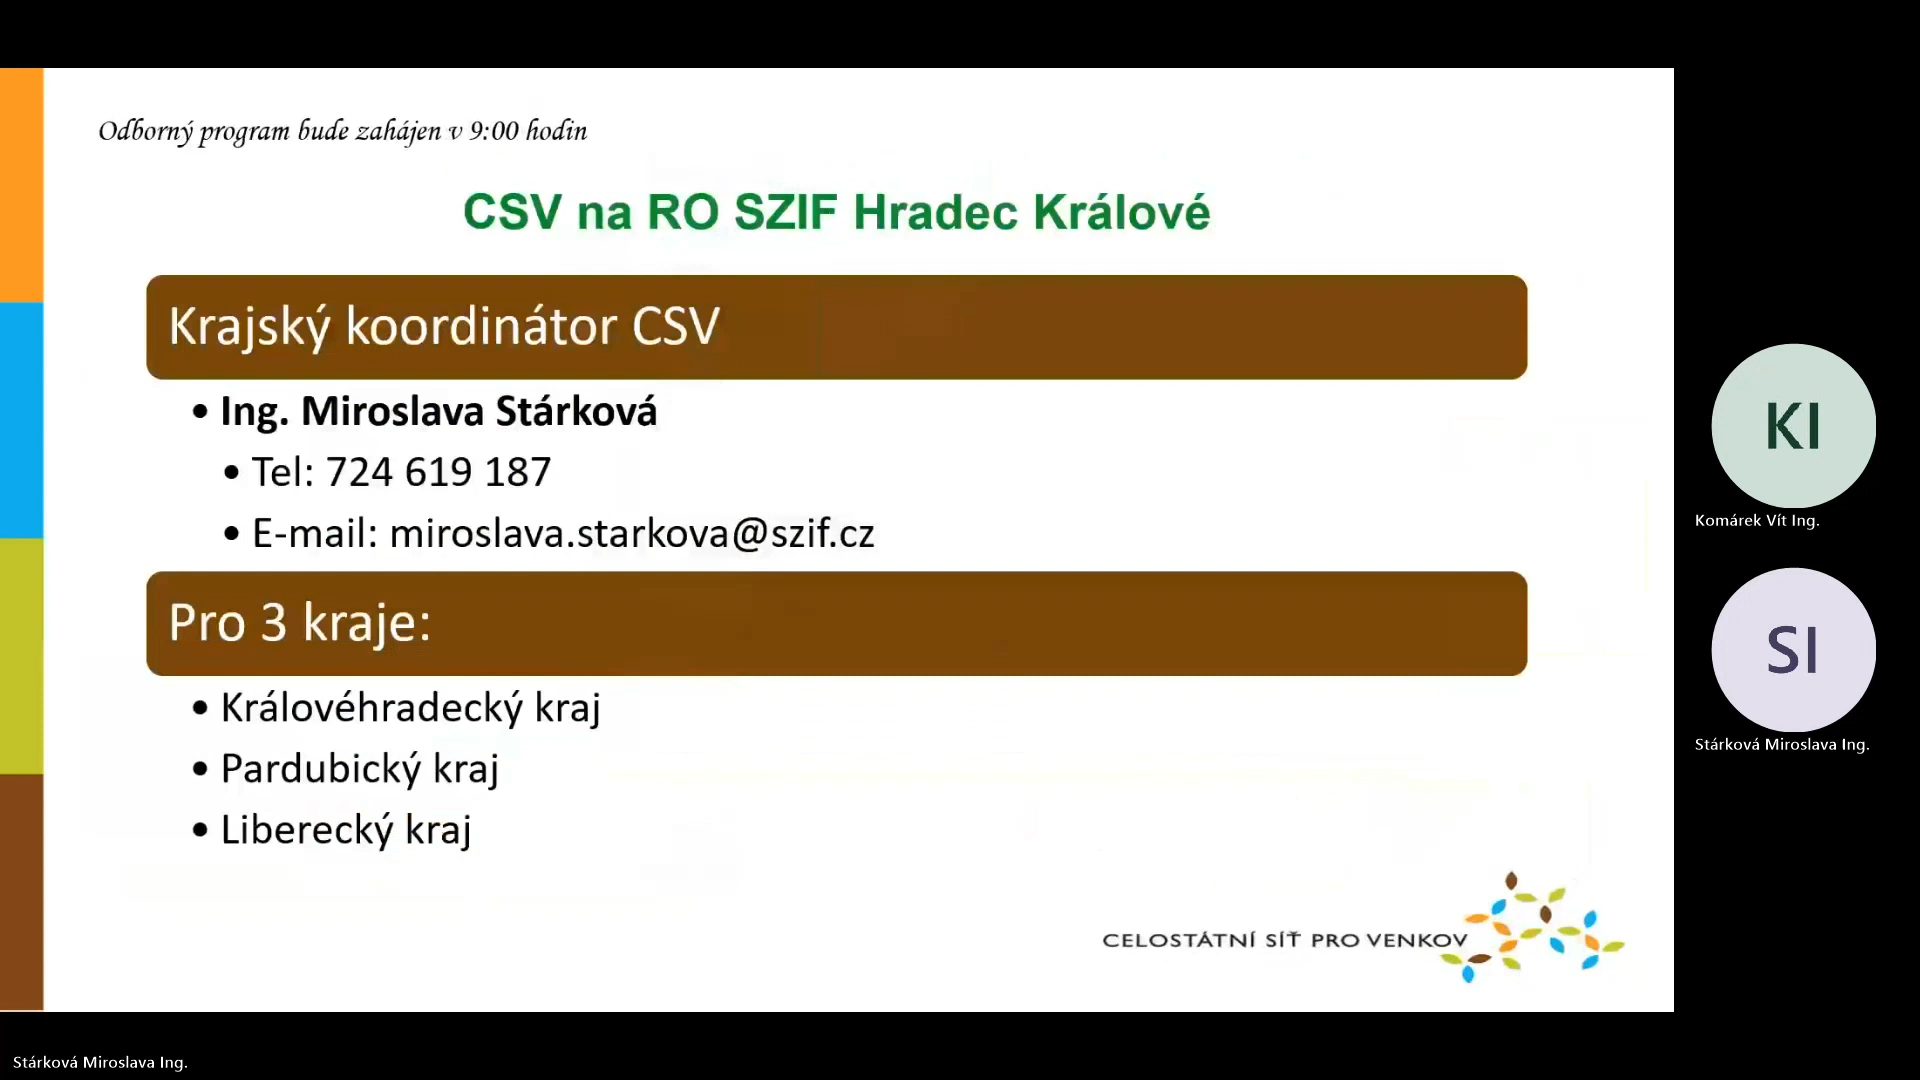 Odborný program bude zahájen v 9:00 hodin
CSV na RO SZIF Hradec Králové
Krajský koordinátor CSV
• Ing. Miroslava Stárková
• Tel: 724 619 187
• E-mail: miroslava.starkova@szif.cz
Pro 3 kraje:
• Královéhradecký kraj
• Pardubický kraj
• Liberecký kraj
CELOSTÁTNÍ SÍŤ PRO VENKOV
KI
Komárek Vít Ing.
SI
Stárková Miroslava Ing.
Stárková Miroslava Ing.